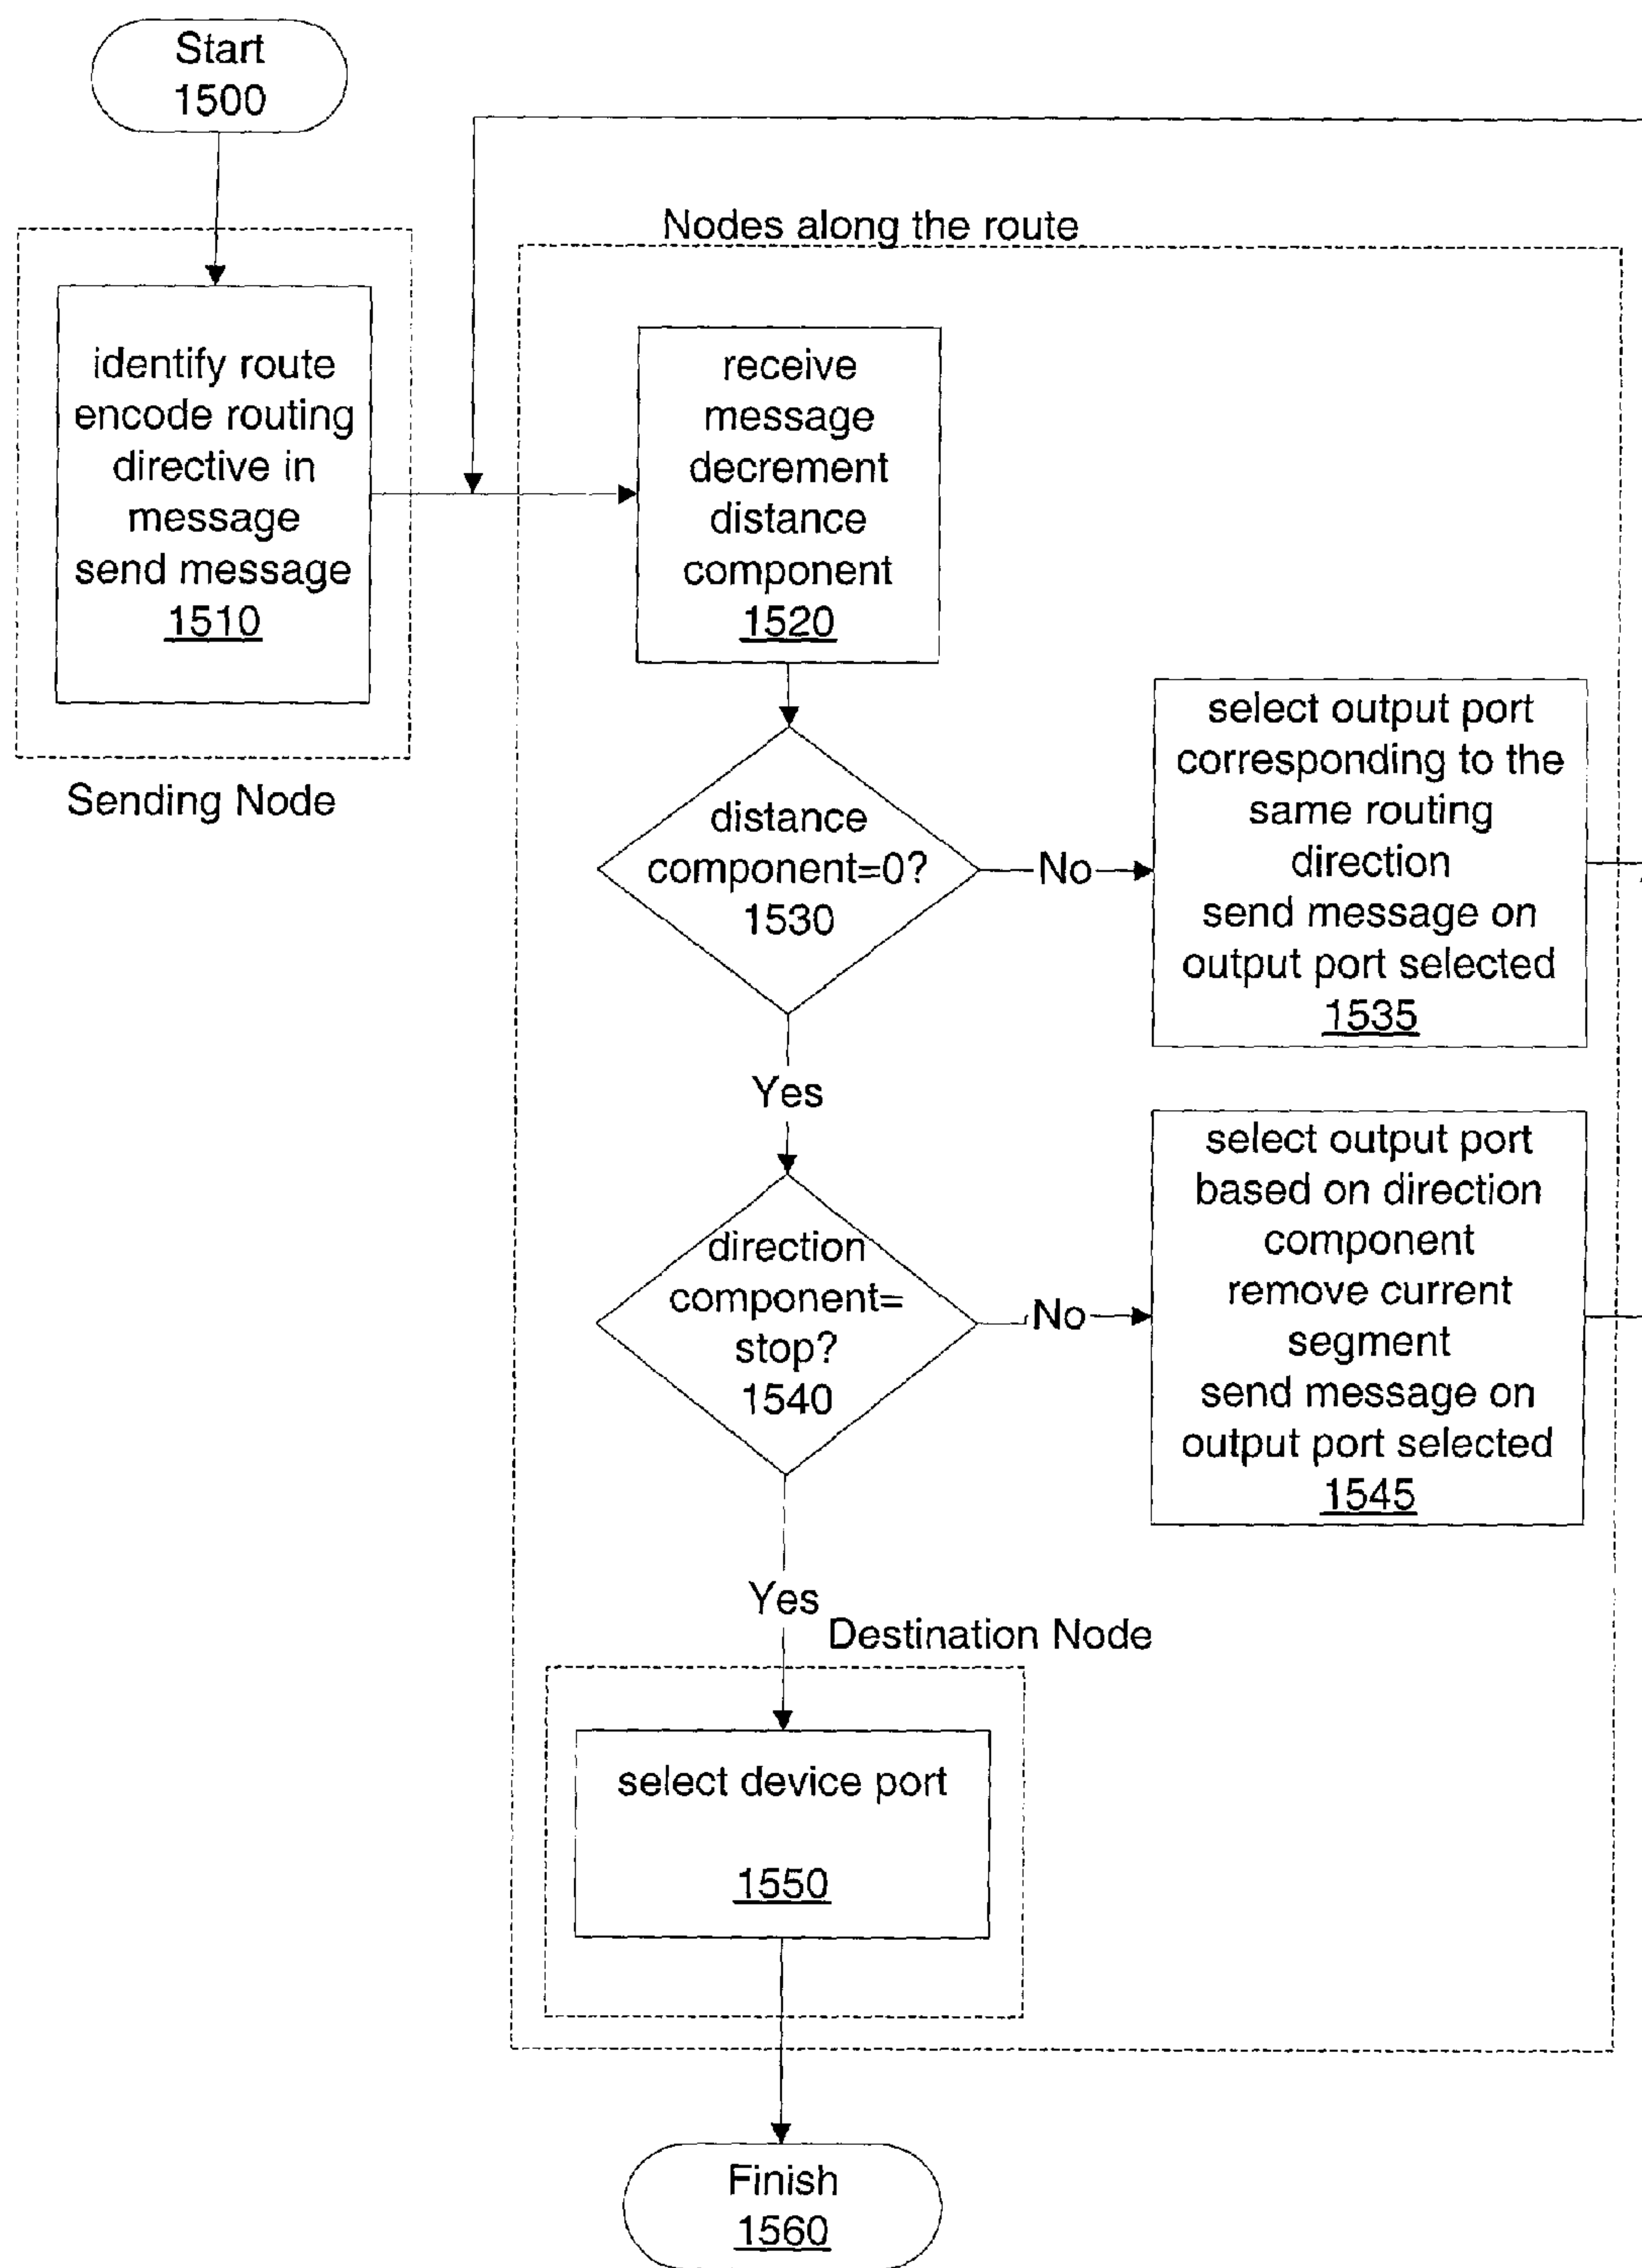 Start
1500
Nodes along the route
identify route
encode routing
directive in
message
send message
1510
Sending Node
receive
message
decrement
distance
component
1520
distance
component=0?
1530
No
select output port
corresponding to the
same routing
direction
send message on
output port selected
1535
Yes
direction
component=
stop?
1540
No
select output port
based on direction
component
remove current
segment
send message on
output port selected
1545
Yes
Destination Node
select device port
1550
Finish
1560